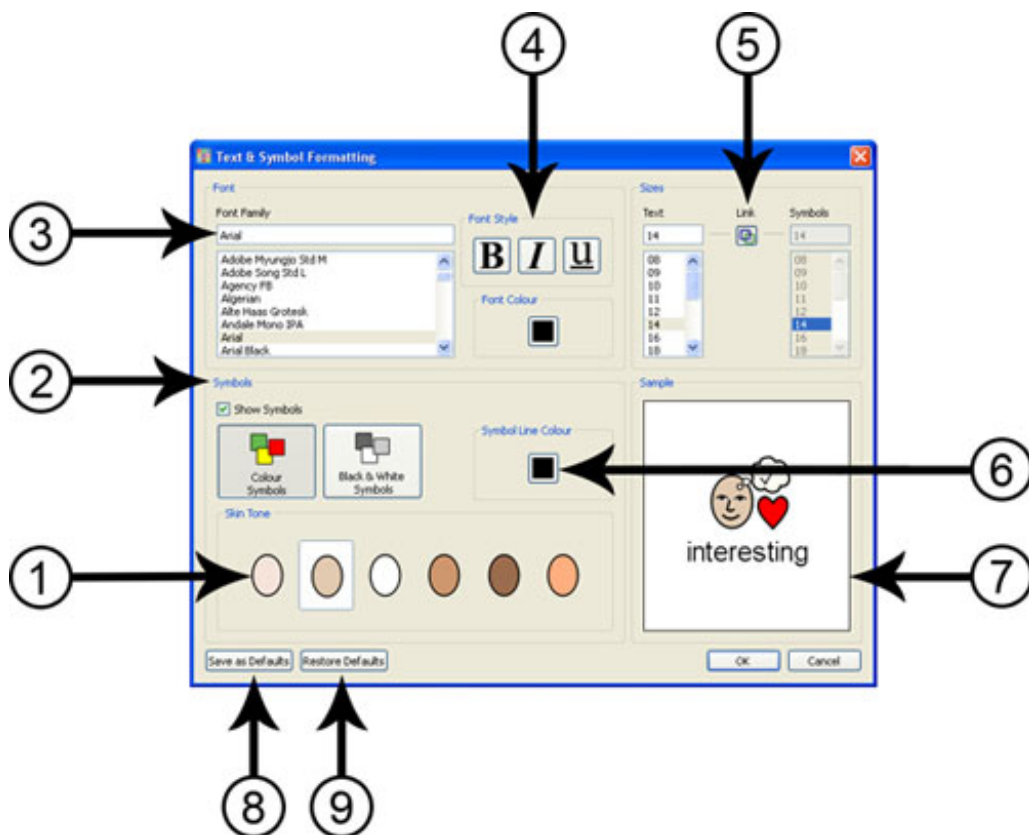 4
5
Text & Symbol Formatting
Font
Sizes
Font Family
Font Style
Text
Link
Symbols
3
Arial
B I u
14
14
Adobe Myungjo Std M
Adobe Song Std L
Agency FB
Algerian
Alte Haas Grotesk
Andale Mono IPA
Arial
Arial Black
Font Colour
08
09
10
11
12
14
16
18
08
09
10
11
12
14
16
18
2
Symbols
Sample
Show Symbols
Symbol Line Colour
Colour
Symbols
Black & White
Symbols
6
Skin Tone
interesting
1
7
Save as Defaults
Restore Defaults
OK
Cancel
8
9